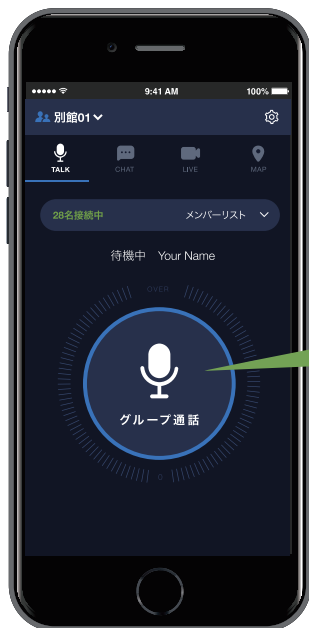 9:41 AM 100%
別館01
TALK CHAT LIVE MAP
28名接続中 メンバーリスト
待機中 Your Name
OVER
グループ通話
0